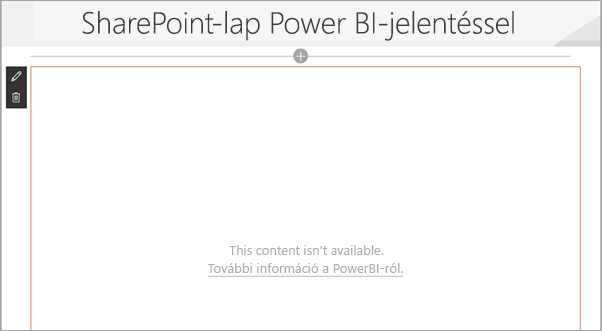 SharePoint-lap Power BI-jelentéssel
This content isn't available.
További információ a PowerBI-ról.